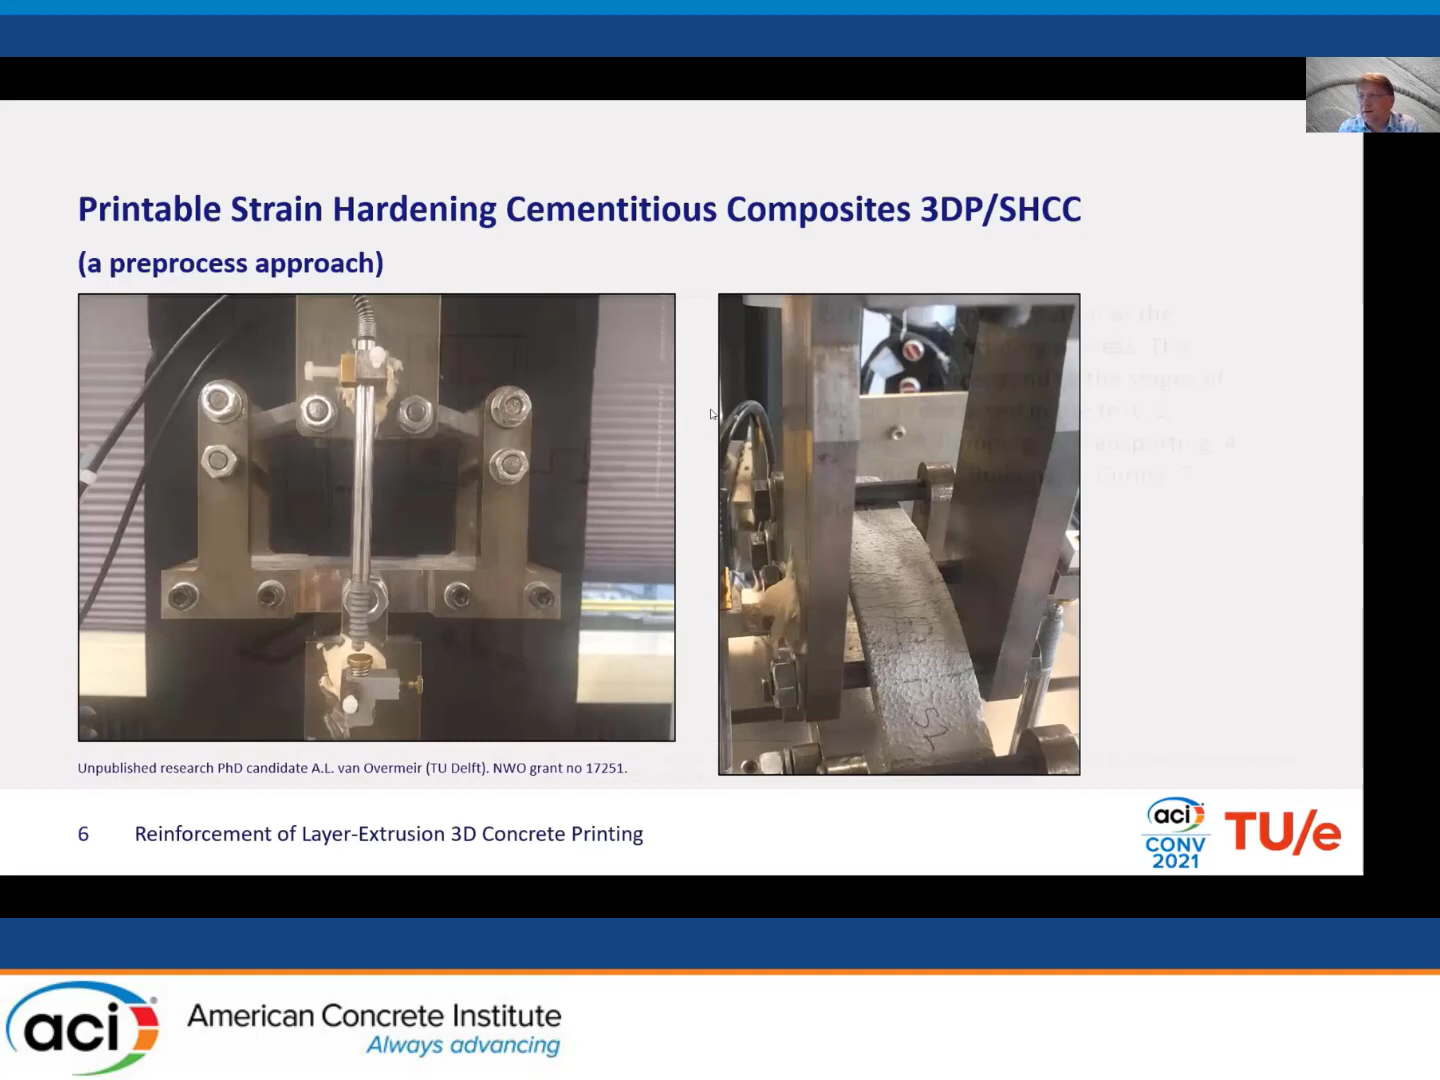 Printable Strain Hardening Cementitious Composites 3DP/SHCC
(a preprocess approach)
S2
Unpublished research PhD candidate A.L. van Overmeir (TU Delft). NWO grant no 17251.
6 Reinforcement of Layer-Extrusion 3D Concrete Printing
aci
CONV
2021
TU/e
aci
American Concrete Institute
Always advancing